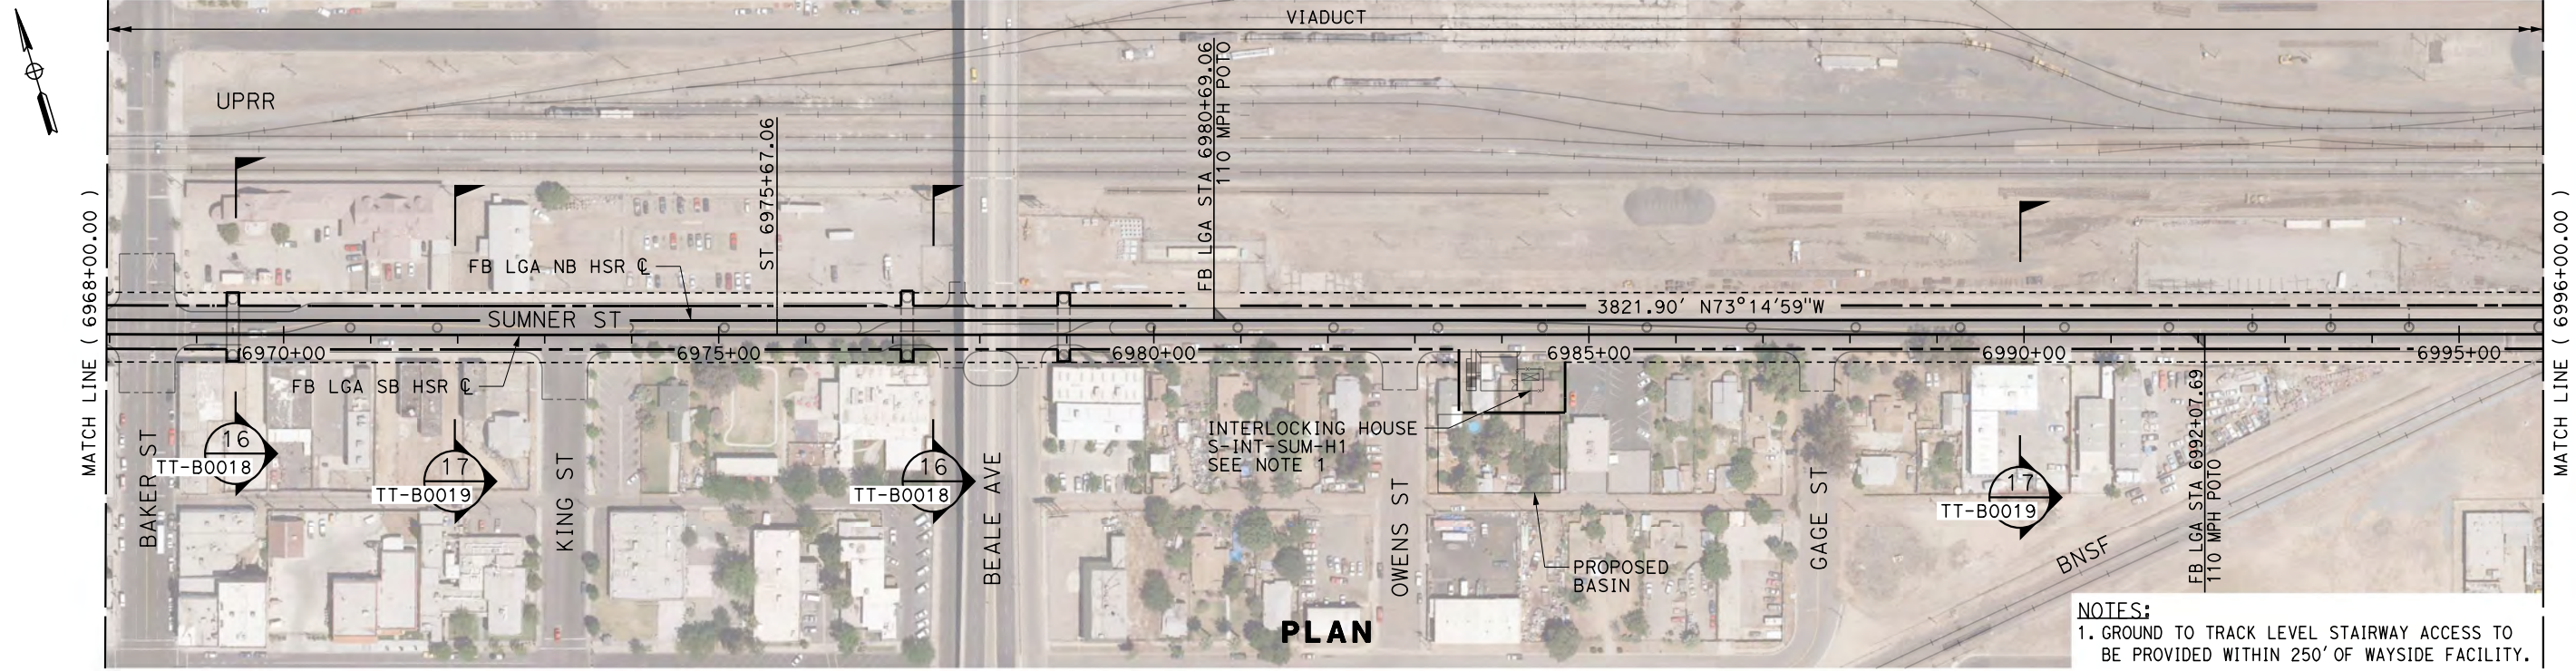 VIADUCT
UPRR
MATCH LINE ( 6968+00.00 )
MATCH LINE ( 6996+00.00 )
ST 6975+67.06
FB LGA STA 6980+69.06
110 MPH POTO
FB LGA NB HSR ℄
SUMNER ST
3821.90' N73°14'59"W
6970+00
6975+00
6980+00
6985+00
6990+00
6995+00
FB LGA SB HSR ℄
BAKER ST
16
TT-B0018
17
TT-B0019
KING ST
16
TT-B0018
BEALE AVE
INTERLOCKING HOUSE
S-INT-SUM-H1
SEE NOTE 1
OWENS ST
PROPOSED
BASIN
GAGE ST
17
TT-B0019
BNSF
FB LGA STA 6992+07.69
110 MPH POTO
PLAN
NOTES:
1. GROUND TO TRACK LEVEL STAIRWAY ACCESS TO
BE PROVIDED WITHIN 250' OF WAYSIDE FACILITY.